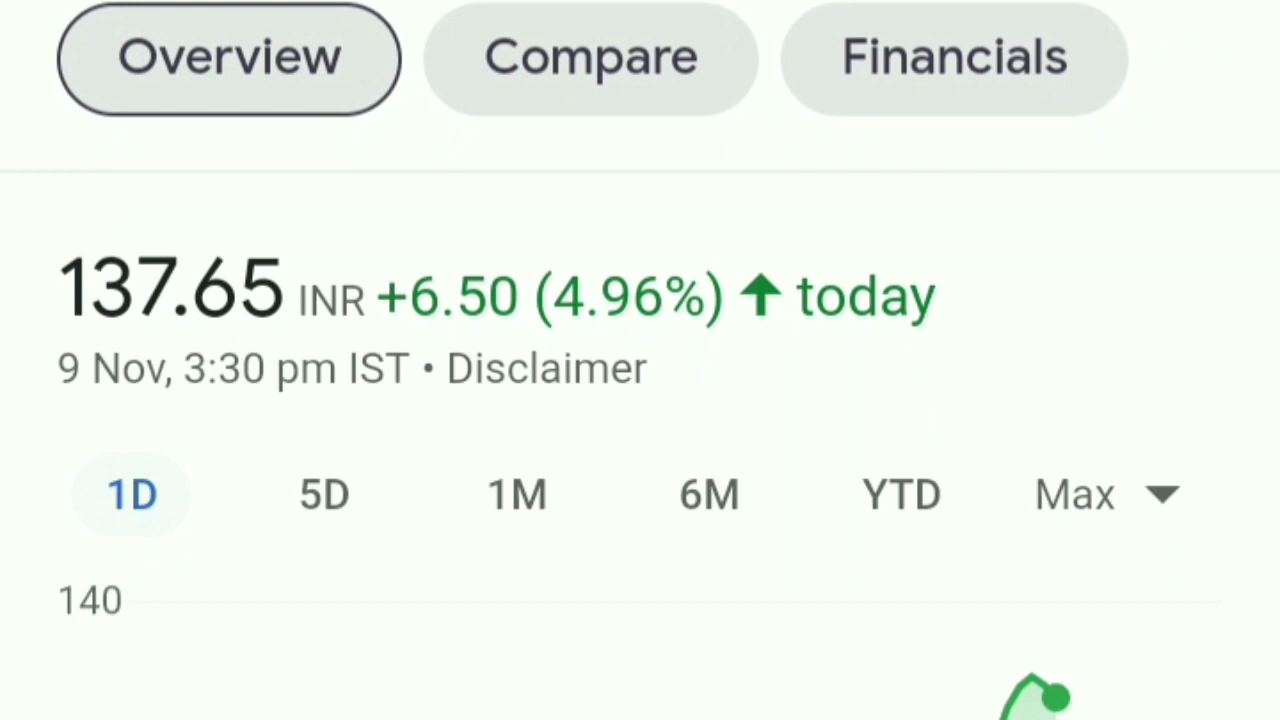 Overview Compare Financials
137.65 INR +6.50 (4.96%) ↑ today
9 Nov, 3:30 pm IST • Disclaimer
1D 5D 1M 6M YTD Max
140